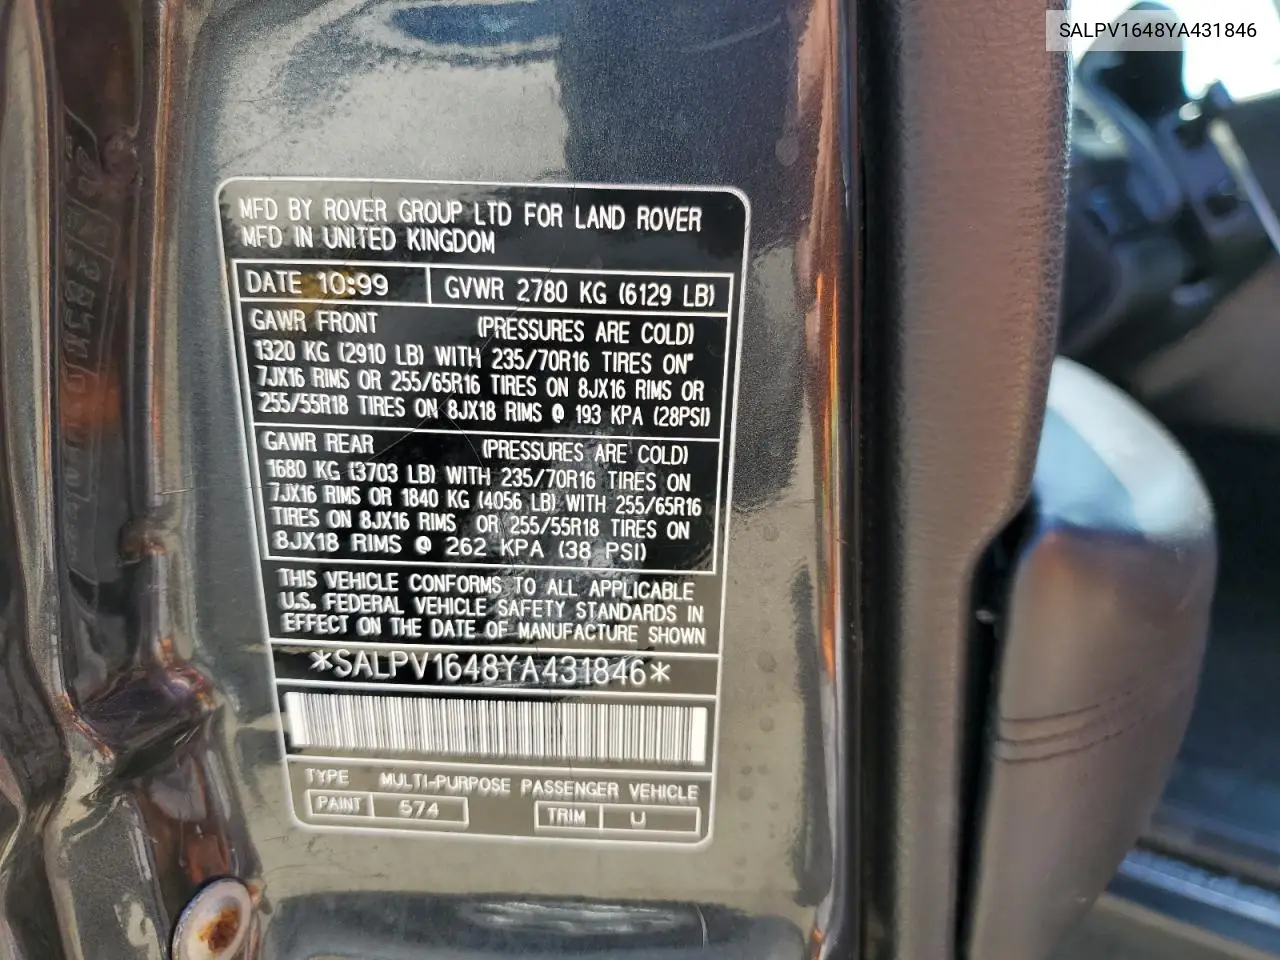 SALPV1648YA431846
MFD BY ROVER GROUP LTD FOR LAND ROVER
MFD IN UNITED KINGDOM
DATE 10:99 GVWR 2780 KG (6129 LB)
GAWR FRONT (PRESSURES ARE COLD)
1320 KG (2910 LB) WITH 235/70R16 TIRES ON"
7JX16 RIMS OR 255/65R16 TIRES ON 8JX16 RIMS OR
255/55R18 TIRES ON 8JX18 RIMS @ 193 KPA (28PSI)
GAWR REAR (PRESSURES ARE COLD)
1680 KG (3703 LB) WITH 235/70R16 TIRES ON
7JX16 RIMS OR 1840 KG (4056 LB) WITH 255/65R16
TIRES ON 8JX16 RIMS OR 255/55R18 TIRES ON
8JX18 RIMS @ 262 KPA (38 PSI)
THIS VEHICLE CONFORMS TO ALL APPLICABLE
U.S. FEDERAL VEHICLE SAFETY STANDARDS IN
EFFECT ON THE DATE OF MANUFACTURE SHOWN
*SALPV1648YA431846*
TYPE MULTI-PURPOSE PASSENGER VEHICLE
PAINT 574 TRIM U